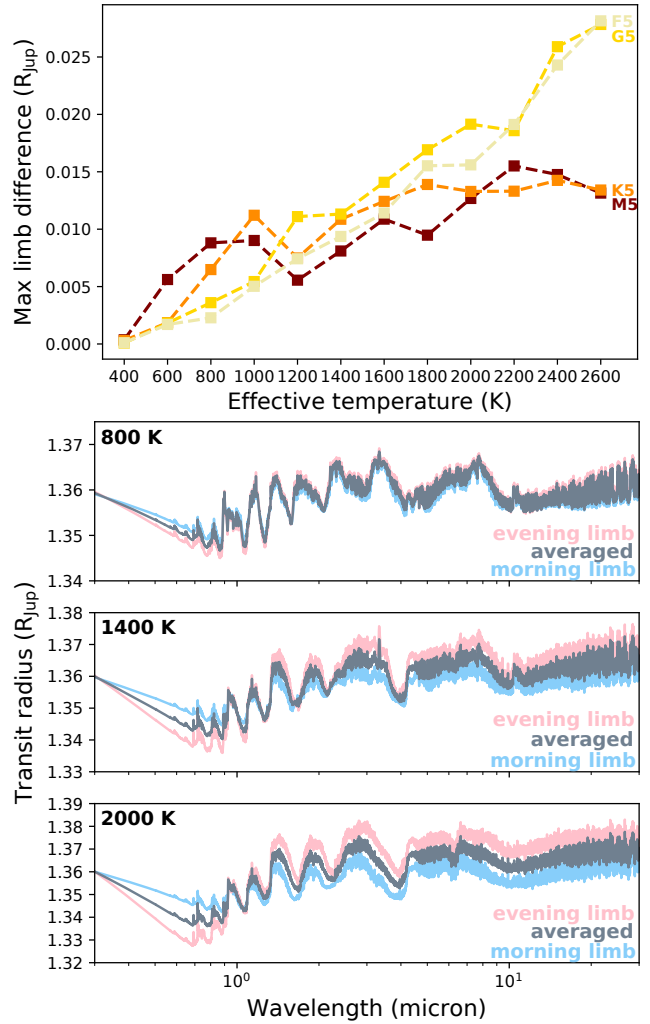 Max limb difference (R_Jup)
0.025
0.020
0.015
0.010
0.005
0.000
F5
G5
K5
M5
400 600 800 1000 1200 1400 1600 1800 2000 2200 2400 2600
Effective temperature (K)
Transit radius (R_Jup)
1.37
1.36
1.35
1.34
800 K
evening limb
averaged
morning limb
1.38
1.37
1.36
1.35
1.34
1.33
1400 K
evening limb
averaged
morning limb
1.39
1.38
1.37
1.36
1.35
1.34
1.33
1.32
2000 K
evening limb
averaged
morning limb
10⁰ 10¹
Wavelength (micron)